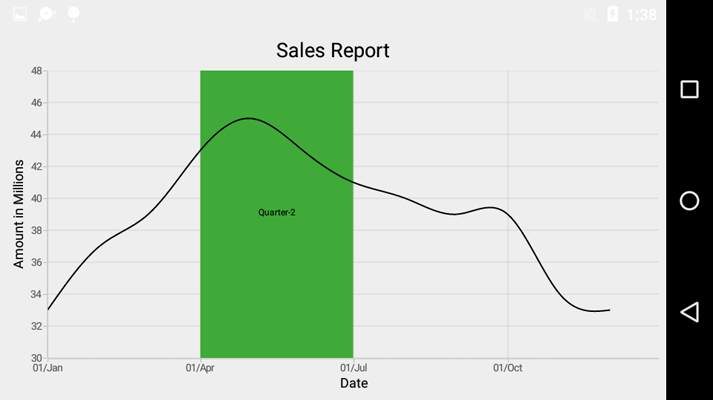 1:38
Sales Report
48
46
44
42
40
38
36
34
32
30
Amount in Millions
Quarter-2
01/Jan 01/Apr 01/Jul 01/Oct
Date